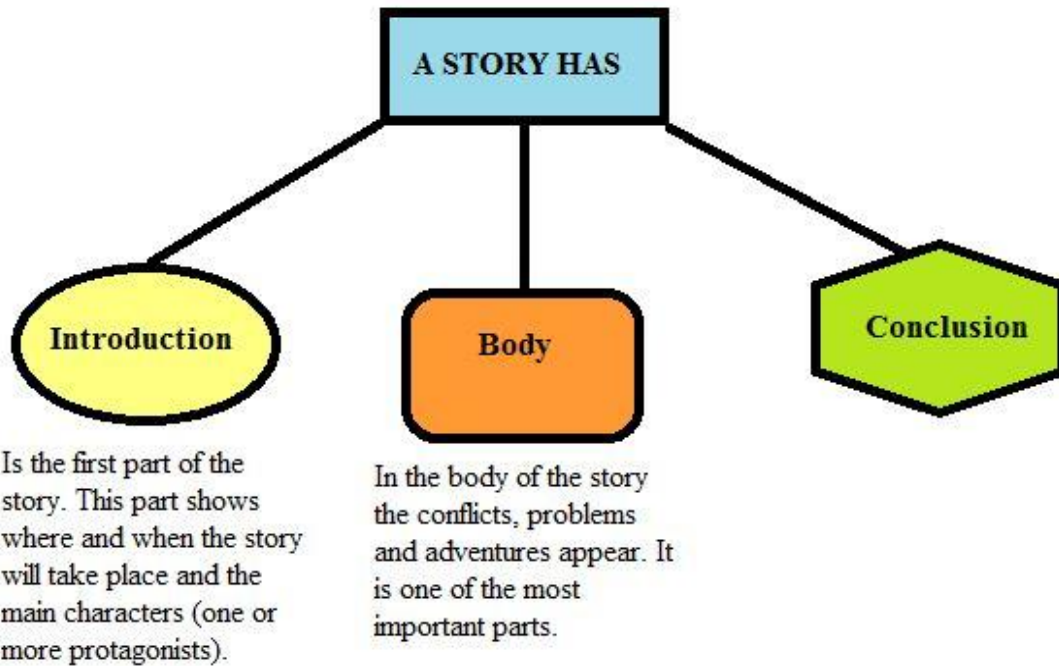 A STORY HAS
Introduction
Body
Conclusion
Is the first part of the
story. This part shows
where and when the story
will take place and the
main characters (one or
more protagonists).
In the body of the story
the conflicts, problems
and adventures appear. It
is one of the most
important parts.